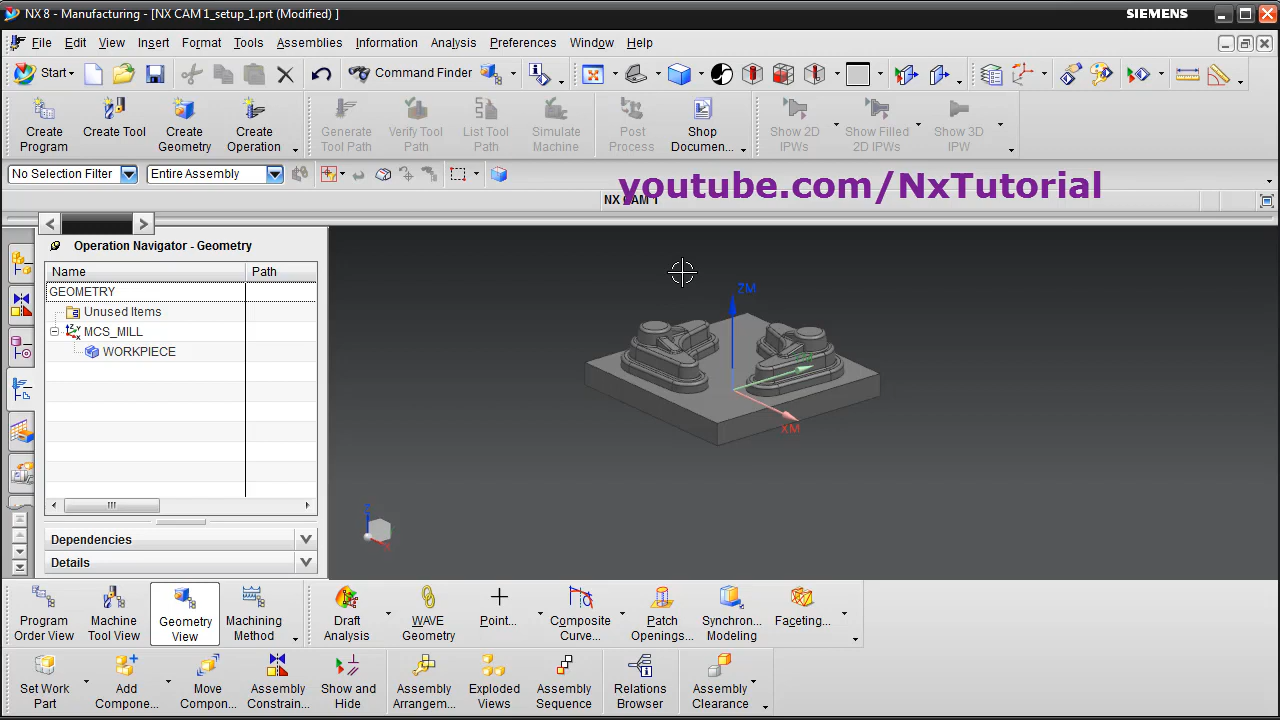 NX 8 - Manufacturing - [NX CAM 1_setup_1.prt (Modified) ]
SIEMENS
File Edit View Insert Format Tools Assemblies Information Analysis Preferences Window Help
Start Command Finder
Create Program
Create Tool
Create Geometry
Create Operation
Generate Tool Path
Verify Tool Path
List Tool Path
Simulate Machine
Post Process
Shop Document...
Show 2D IPWs
Show Filled 2D IPWs
Show 3D IPW
No Selection Filter
Entire Assembly
youtube.com/NxTutorial
NX CAM 1
Operation Navigator - Geometry
Name Path
GEOMETRY
Unused Items
MCS_MILL
WORKPIECE
ZM
XM
Dependencies
Details
Program Order View
Machine Tool View
Geometry View
Machining Method
Draft Analysis
WAVE Geometry
Point...
Composite Curve...
Patch Openings...
Synchron... Modeling
Faceting...
Set Work Part
Add Compone...
Move Compon...
Assembly Constrain...
Show and Hide
Assembly Arrangem...
Exploded Views
Assembly Sequence
Relations Browser
Assembly Clearance